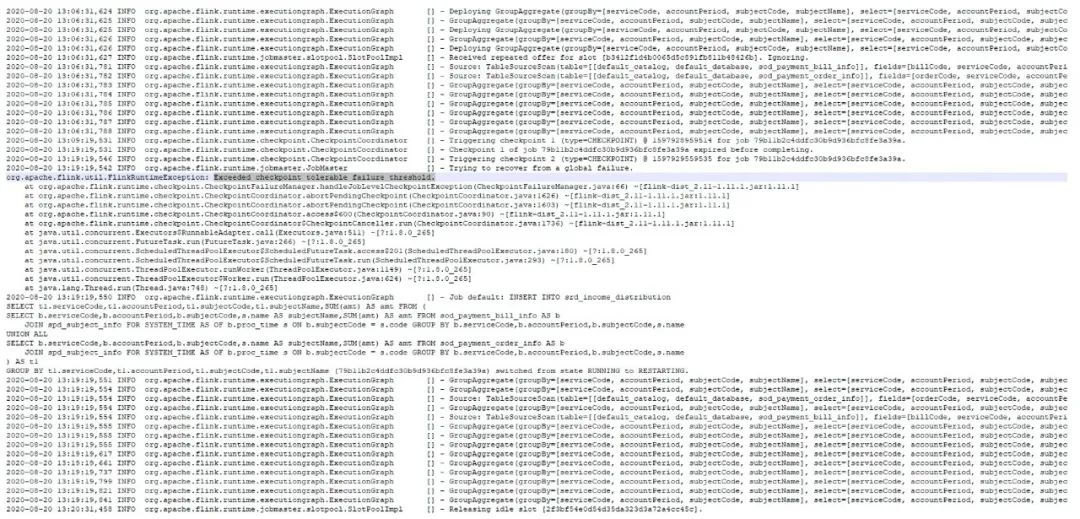 2020-08-20 13:06:31,624 INFO org.apache.flink.runtime.executiongraph.ExecutionGraph [] - Deploying GroupAggregate(groupBy=[serviceCode, accountPeriod, subjectCode, subjectName], select=[serviceCode, accountPeriod, subjectCo
2020-08-20 13:06:31,625 INFO org.apache.flink.runtime.executiongraph.ExecutionGraph [] - Deploying GroupAggregate(groupBy=[serviceCode, accountPeriod, subjectCode, subjectName], select=[serviceCode, accountPeriod, subjectCo
2020-08-20 13:06:31,625 INFO org.apache.flink.runtime.executiongraph.ExecutionGraph [] - Deploying GroupAggregate(groupBy=[serviceCode, accountPeriod, subjectCode, subjectName], select=[serviceCode, accountPeriod, subjectCo
2020-08-20 13:06:31,626 INFO org.apache.flink.runtime.executiongraph.ExecutionGraph [] - Deploying GroupAggregate(groupBy=[serviceCode, accountPeriod, subjectCode, subjectName], select=[serviceCode, accountPeriod, subjectCo
2020-08-20 13:06:31,626 INFO org.apache.flink.runtime.executiongraph.ExecutionGraph [] - Deploying GroupAggregate(groupBy=[serviceCode, accountPeriod, subjectCode, subjectName], select=[serviceCode, accountPeriod, subjectCo
2020-08-20 13:06:31,627 INFO org.apache.flink.runtime.jobmaster.slotpool.SlotPoolImpl [] - Received repeated offer for slot Ignoring.
2020-08-20 13:06:31,781 INFO org.apache.flink.runtime.executiongraph.ExecutionGraph [] - Source: TableSourceScan(table=[[default_catalog, default_database, sod_payment_bill_info]], fields=[billCode, serviceCode, accountPeri
2020-08-20 13:06:31,782 INFO org.apache.flink.runtime.executiongraph.ExecutionGraph [] - Source: TableSourceScan(table=[[default_catalog, default_database, sod_payment_order_info]], fields=[orderCode, serviceCode, accountPe
2020-08-20 13:06:31,783 INFO org.apache.flink.runtime.executiongraph.ExecutionGraph [] - GroupAggregate(groupBy=[serviceCode, accountPeriod, subjectCode, subjectName], select=[serviceCode, accountPeriod, subjectCode, subjec
2020-08-20 13:06:31,784 INFO org.apache.flink.runtime.executiongraph.ExecutionGraph [] - GroupAggregate(groupBy=[serviceCode, accountPeriod, subjectCode, subjectName], select=[serviceCode, accountPeriod, subjectCode, subjec
2020-08-20 13:06:31,785 INFO org.apache.flink.runtime.executiongraph.ExecutionGraph [] - GroupAggregate(groupBy=[serviceCode, accountPeriod, subjectCode, subjectName], select=[serviceCode, accountPeriod, subjectCode, subjec
2020-08-20 13:06:31,786 INFO org.apache.flink.runtime.executiongraph.ExecutionGraph [] - GroupAggregate(groupBy=[serviceCode, accountPeriod, subjectCode, subjectName], select=[serviceCode, accountPeriod, subjectCode, subjec
2020-08-20 13:06:31,787 INFO org.apache.flink.runtime.executiongraph.ExecutionGraph [] - GroupAggregate(groupBy=[serviceCode, accountPeriod, subjectCode, subjectName], select=[serviceCode, accountPeriod, subjectCode, subjec
2020-08-20 13:06:31,788 INFO org.apache.flink.runtime.executiongraph.ExecutionGraph [] - GroupAggregate(groupBy=[serviceCode, accountPeriod, subjectCode, subjectName], select=[serviceCode, accountPeriod, subjectCode, subjec
2020-08-20 13:09:19,531 INFO org.apache.flink.runtime.checkpoint.CheckpointCoordinator [] - Triggering checkpoint 1 (type=CHECKPOINT) @ 1597928959514 for job 79b11b2c4ddfc30b9d936bfc8fe3a39a.
2020-08-20 13:19:19,531 INFO org.apache.flink.runtime.checkpoint.CheckpointCoordinator [] - Checkpoint 1 of job 79b11b2c4ddfc30b9d936bfc8fe3a39a expired before completing.
2020-08-20 13:19:19,546 INFO org.apache.flink.runtime.checkpoint.CheckpointCoordinator [] - Triggering checkpoint 2 (type=CHECKPOINT) @ 1597929559535 for job 79b11b2c4ddfc30b9d936bfc8fe3a39a.
2020-08-20 13:19:19,542 INFO org.apache.flink.runtime.jobmaster.JobMaster [] - Trying to recover from a global failure.
org.apache.flink.util.FlinkRuntimeException: Exceeded checkpoint tolerable failure threshold.
at org.apache.flink.runtime.checkpoint.CheckpointFailureManager.handleJobLevelCheckpointException(CheckpointFailureManager.java:66) ~[flink-dist_2.11-1.11.1.jar:1.11.1]
at org.apache.flink.runtime.checkpoint.CheckpointCoordinator.abortPendingCheckpoint(CheckpointCoordinator.java:1626) ~[flink-dist_2.11-1.11.1.jar:1.11.1]
at org.apache.flink.runtime.checkpoint.CheckpointCoordinator.abortPendingCheckpoint(CheckpointCoordinator.java:1603) ~[flink-dist_2.11-1.11.1.jar:1.11.1]
at org.apache.flink.runtime.checkpoint.CheckpointCoordinator.access$600(CheckpointCoordinator.java:90) ~[flink-dist_2.11-1.11.1.jar:1.11.1]
at org.apache.flink.runtime.checkpoint.CheckpointCoordinator$CheckpointCanceller.run(CheckpointCoordinator.java:1736) ~[flink-dist_2.11-1.11.1.jar:1.11.1]
at java.util.concurrent.Executors$RunnableAdapter.call(Executors.java:511) ~[?:1.8.0_265]
at java.util.concurrent.FutureTask.run(FutureTask.java:266) ~[?:1.8.0_265]
at java.util.concurrent.ScheduledThreadPoolExecutor$ScheduledFutureTask.access$201(ScheduledThreadPoolExecutor.java:180) ~[?:1.8.0_265]
at java.util.concurrent.ScheduledThreadPoolExecutor$ScheduledFutureTask.run(ScheduledThreadPoolExecutor.java:293) ~[?:1.8.0_265]
at java.util.concurrent.ThreadPoolExecutor.runWorker(ThreadPoolExecutor.java:1149) ~[?:1.8.0_265]
at java.util.concurrent.ThreadPoolExecutor$Worker.run(ThreadPoolExecutor.java:624) ~[?:1.8.0_265]
at java.lang.Thread.run(Thread.java:748) ~[?:1.8.0_265]
2020-08-20 13:19:19,550 INFO org.apache.flink.runtime.executiongraph.ExecutionGraph [] - Job default: INSERT INTO srd_income_distribution
SELECT t1.serviceCode,t1.accountPeriod,t1.subjectCode,t1.subjectName,SUM(amt) AS amt FROM (
SELECT b.serviceCode,b.accountPeriod,b.subjectCode,s.name AS subjectName,SUM(amt) AS amt FROM sod_payment_bill_info AS b
JOIN spd_subject_info FOR SYSTEM_TIME AS OF b.proc_time s ON b.subjectCode = s.code GROUP BY b.serviceCode,b.accountPeriod,b.subjectCode,s.name
UNION ALL
SELECT b.serviceCode,b.accountPeriod,b.subjectCode,s.name AS subjectName,SUM(amt) AS amt FROM sod_payment_order_info AS b
JOIN spd_subject_info FOR SYSTEM_TIME AS OF b.proc_time s ON b.subjectCode = s.code GROUP BY b.serviceCode,b.accountPeriod,b.subjectCode,s.name
) AS t1
GROUP BY t1.serviceCode,t1.accountPeriod,t1.subjectCode,t1.subjectName (79b11b2c4ddfc30b9d936bfc8fe3a39a) switched from state RUNNING to RESTARTING.
2020-08-20 13:19:19,551 INFO org.apache.flink.runtime.executiongraph.ExecutionGraph [] - GroupAggregate(groupBy=[serviceCode, accountPeriod, subjectCode, subjectName], select=[serviceCode, accountPeriod, subjectCode, subjec
2020-08-20 13:19:19,554 INFO org.apache.flink.runtime.executiongraph.ExecutionGraph [] - GroupAggregate(groupBy=[serviceCode, accountPeriod, subjectCode, subjectName], select=[serviceCode, accountPeriod, subjectCode, subjec
2020-08-20 13:19:19,554 INFO org.apache.flink.runtime.executiongraph.ExecutionGraph [] - Source: TableSourceScan(table=[[default_catalog, default_database, sod_payment_order_info]], fields=[orderCode, serviceCode, accountPe
2020-08-20 13:19:19,554 INFO org.apache.flink.runtime.executiongraph.ExecutionGraph [] - GroupAggregate(groupBy=[serviceCode, accountPeriod, subjectCode, subjectName], select=[serviceCode, accountPeriod, subjectCode, subjec
2020-08-20 13:19:19,554 INFO org.apache.flink.runtime.executiongraph.ExecutionGraph [] - Source: TableSourceScan(table=[[default_catalog, default_database, sod_payment_bill_info]], fields=[billCode, serviceCode, accountPeri
2020-08-20 13:19:19,555 INFO org.apache.flink.runtime.executiongraph.ExecutionGraph [] - GroupAggregate(groupBy=[serviceCode, accountPeriod, subjectCode, subjectName], select=[serviceCode, accountPeriod, subjectCode, subjec
2020-08-20 13:19:19,555 INFO org.apache.flink.runtime.executiongraph.ExecutionGraph [] - GroupAggregate(groupBy=[serviceCode, accountPeriod, subjectCode, subjectName], select=[serviceCode, accountPeriod, subjectCode, subjec
2020-08-20 13:19:19,555 INFO org.apache.flink.runtime.executiongraph.ExecutionGraph [] - GroupAggregate(groupBy=[serviceCode, accountPeriod, subjectCode, subjectName], select=[serviceCode, accountPeriod, subjectCode, subjec
2020-08-20 13:19:19,617 INFO org.apache.flink.runtime.executiongraph.ExecutionGraph [] - GroupAggregate(groupBy=[serviceCode, accountPeriod, subjectCode, subjectName], select=[serviceCode, accountPeriod, subjectCode, subjec
2020-08-20 13:19:19,661 INFO org.apache.flink.runtime.executiongraph.ExecutionGraph [] - GroupAggregate(groupBy=[serviceCode, accountPeriod, subjectCode, subjectName], select=[serviceCode, accountPeriod, subjectCode, subjec
2020-08-20 13:19:19,737 INFO org.apache.flink.runtime.executiongraph.ExecutionGraph [] - GroupAggregate(groupBy=[serviceCode, accountPeriod, subjectCode, subjectName], select=[serviceCode, accountPeriod, subjectCode, subjec
2020-08-20 13:19:19,799 INFO org.apache.flink.runtime.executiongraph.ExecutionGraph [] - GroupAggregate(groupBy=[serviceCode, accountPeriod, subjectCode, subjectName], select=[serviceCode, accountPeriod, subjectCode, subjec
2020-08-20 13:19:19,821 INFO org.apache.flink.runtime.executiongraph.ExecutionGraph [] - GroupAggregate(groupBy=[serviceCode, accountPeriod, subjectCode, subjectName], select=[serviceCode, accountPeriod, subjectCode, subjec
2020-08-20 13:19:19,841 INFO org.apache.flink.runtime.executiongraph.ExecutionGraph [] - GroupAggregate(groupBy=[serviceCode, accountPeriod, subjectCode, subjectName], select=[serviceCode, accountPeriod, subjectCode, subjec
2020-08-20 13:20:31,458 INFO org.apache.flink.runtime.jobmaster.slotpool.SlotPoolImpl [] - Releasing idle slot [2f3bf54e0d54d35da323d3a72a4cc45c].